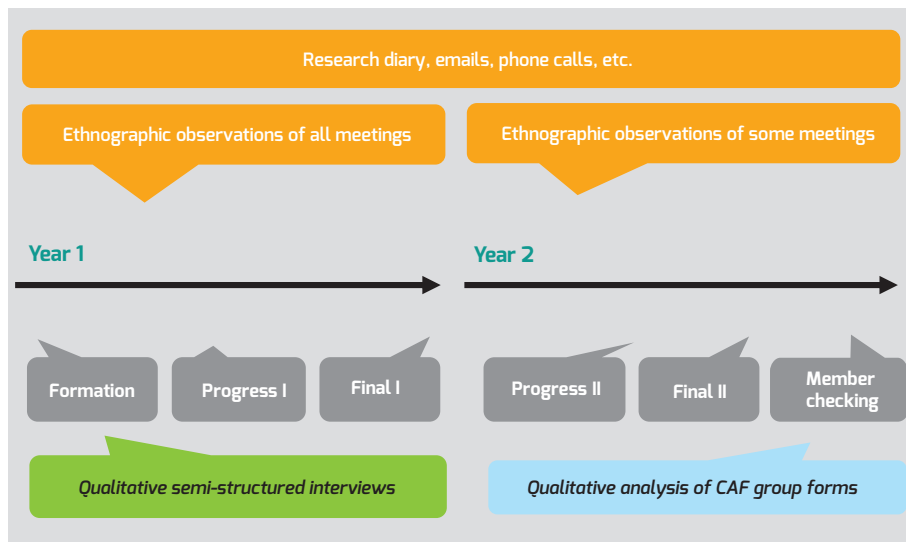 Research diary, emails, phone calls, etc.
Ethnographic observations of all meetings
Ethnographic observations of some meetings
Year 1
Year 2
Formation
Progress I
Final I
Progress II
Final II
Member
checking
Qualitative semi-structured interviews
Qualitative analysis of CAF group forms